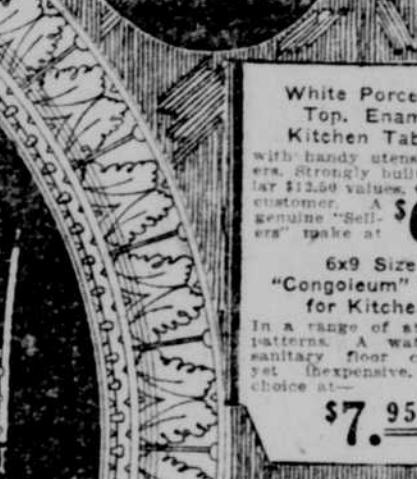 White Porce
Top. Enam
Kitchen Tab
with handy utens
ers. Strongly buil
lar $12.50 values.
customer. A $
genuine "Sell-
ers" make at
6x9 Size
"Congoleum"
for Kitche
In a range of a
patterns. A wat
sanitary floor c
yet inexpensive.
choice at—
$7.95